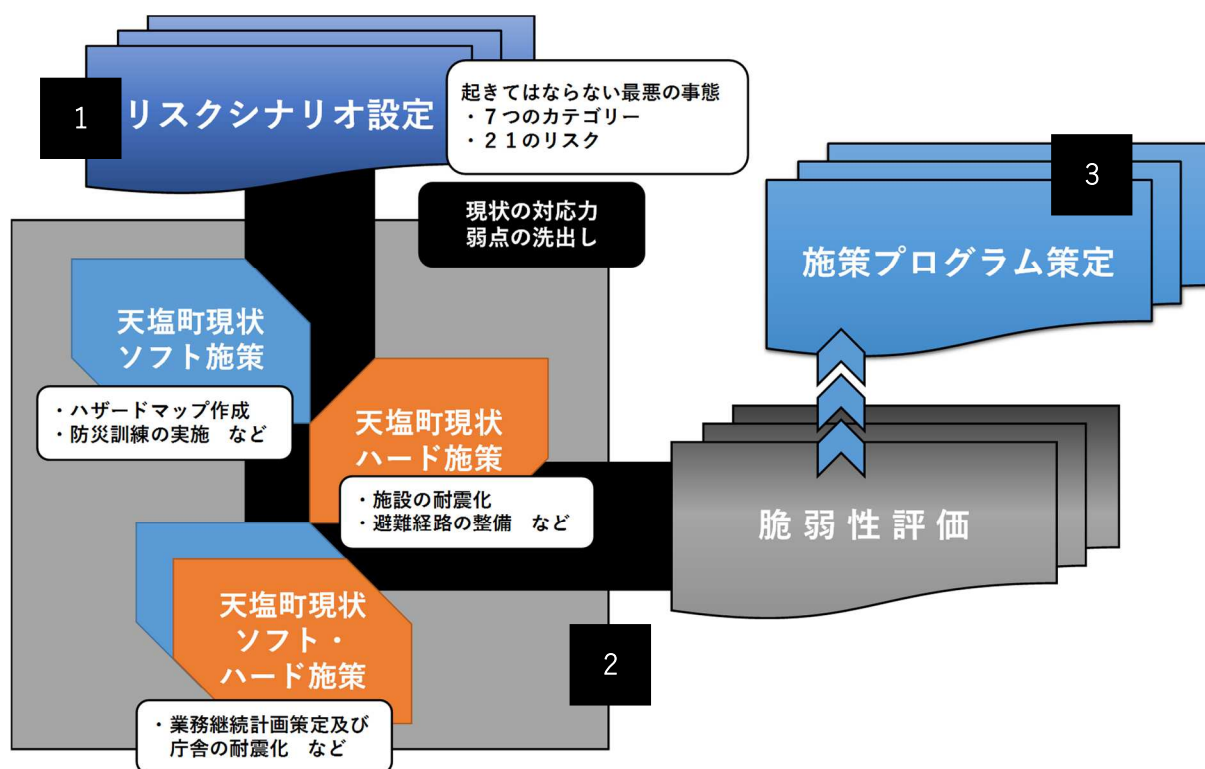 1
リスクシナリオ設定
起きてはならない最悪の事態
・７つのカテゴリー
・２１のリスク
現状の対応力
弱点の洗出し
3
施策プログラム策定
天塩町現状
ソフト施策
・ハザードマップ作成
・防災訓練の実施　など
天塩町現状
ハード施策
・施設の耐震化
・避難経路の整備　など
脆弱性評価
天塩町現状
ソフト・
ハード施策
・業務継続計画策定及び
庁舎の耐震化　など
2